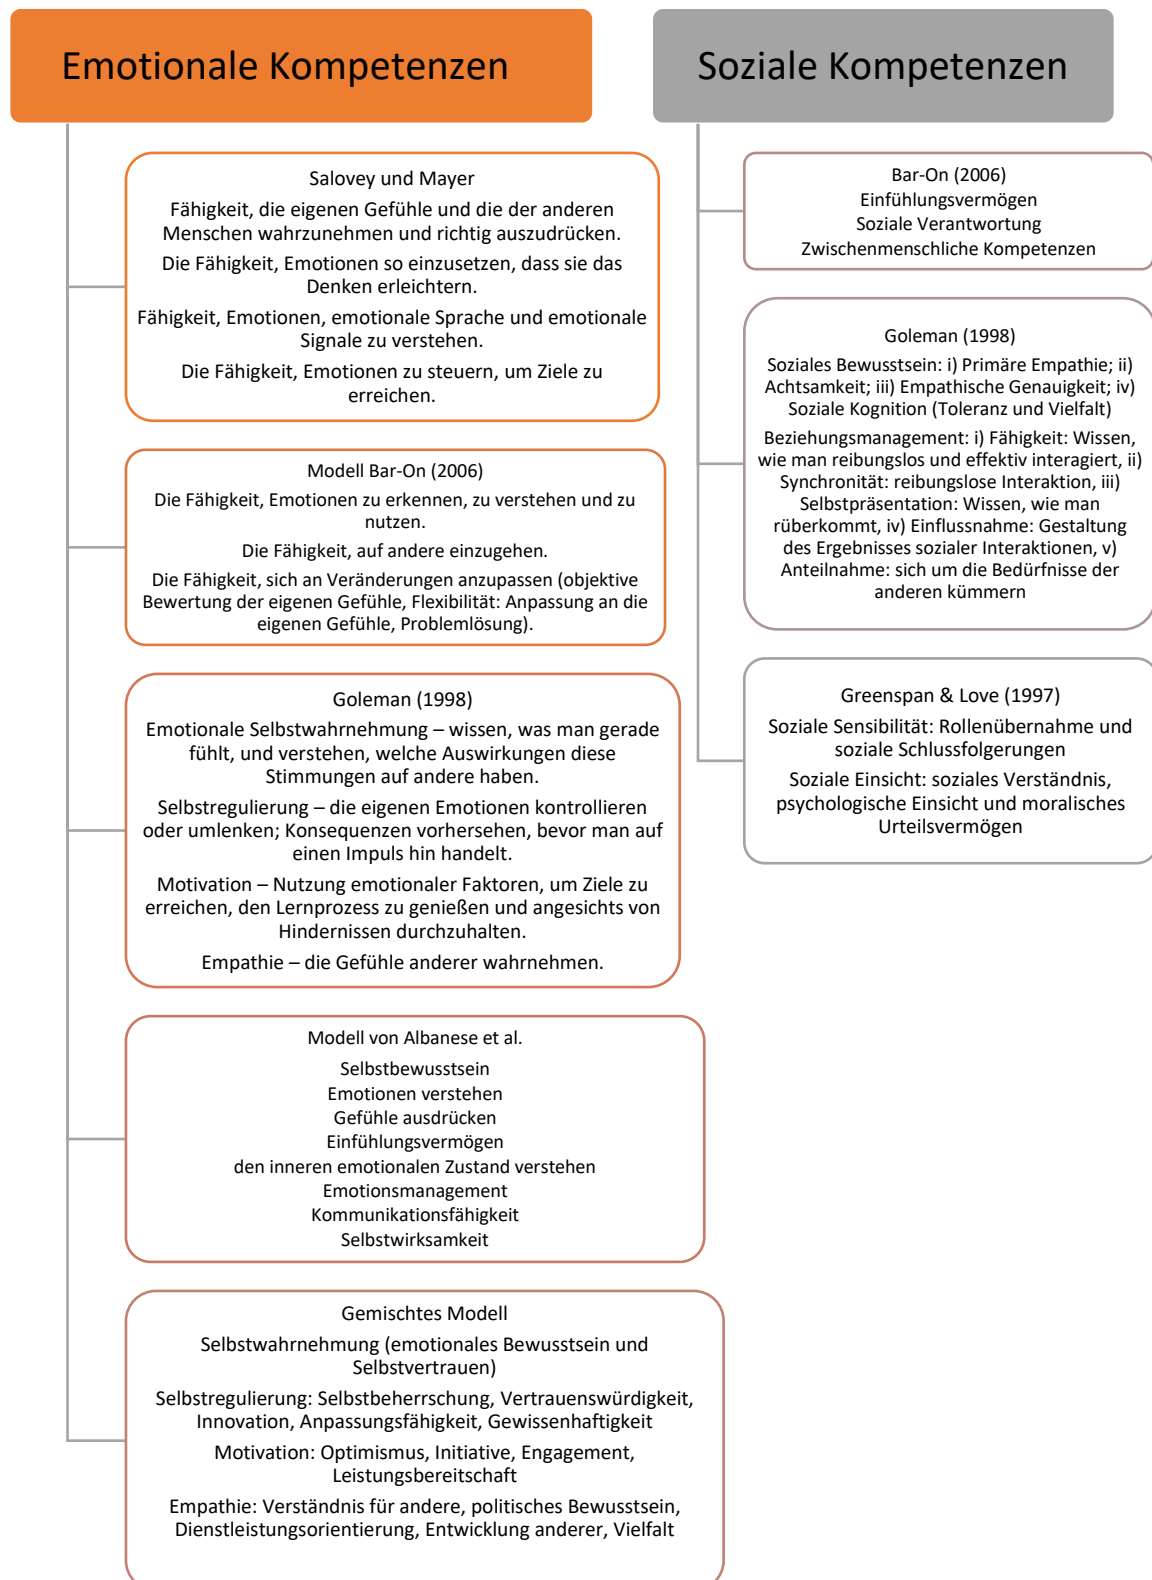 Emotionale Kompetenzen
Salovey und Mayer
Fähigkeit, die eigenen Gefühle und die der anderen
Menschen wahrzunehmen und richtig auszudrücken.
Die Fähigkeit, Emotionen so einzusetzen, dass sie das
Denken erleichtern.
Fähigkeit, Emotionen, emotionale Sprache und emotionale
Signale zu verstehen.
Die Fähigkeit, Emotionen zu steuern, um Ziele zu
erreichen.
Modell Bar-On (2006)
Die Fähigkeit, Emotionen zu erkennen, zu verstehen und zu
nutzen.
Die Fähigkeit, auf andere einzugehen.
Die Fähigkeit, sich an Veränderungen anzupassen (objektive
Bewertung der eigenen Gefühle, Flexibilität: Anpassung an die
eigenen Gefühle, Problemlösung).
Goleman (1998)
Emotionale Selbstwahrnehmung – wissen, was man gerade
fühlt, und verstehen, welche Auswirkungen diese
Stimmungen auf andere haben.
Selbstregulierung – die eigenen Emotionen kontrollieren
oder umlenken; Konsequenzen vorhersehen, bevor man auf
einen Impuls hin handelt.
Motivation – Nutzung emotionaler Faktoren, um Ziele zu
erreichen, den Lernprozess zu genießen und angesichts von
Hindernissen durchzuhalten.
Empathie – die Gefühle anderer wahrnehmen.
Modell von Albanese et al.
Selbstbewusstsein
Emotionen verstehen
Gefühle ausdrücken
Einfühlungsvermögen
den inneren emotionalen Zustand verstehen
Emotionsmanagement
Kommunikationsfähigkeit
Selbstwirksamkeit
Gemischtes Modell
Selbstwahrnehmung (emotionales Bewusstsein und
Selbstvertrauen)
Selbstregulierung: Selbstbeherrschung, Vertrauenswürdigkeit,
Innovation, Anpassungsfähigkeit, Gewissenhaftigkeit
Motivation: Optimismus, Initiative, Engagement,
Leistungsbereitschaft
Empathie: Verständnis für andere, politisches Bewusstsein,
Dienstleistungsorientierung, Entwicklung anderer, Vielfalt
Soziale Kompetenzen
Bar-On (2006)
Einfühlungsvermögen
Soziale Verantwortung
Zwischenmenschliche Kompetenzen
Goleman (1998)
Soziales Bewusstsein: i) Primäre Empathie; ii)
Achtsamkeit; iii) Empathische Genauigkeit; iv)
Soziale Kognition (Toleranz und Vielfalt)
Beziehungsmanagement: i) Fähigkeit: Wissen,
wie man reibungslos und effektiv interagiert, ii)
Synchronität: reibungslose Interaktion, iii)
Selbstpräsentation: Wissen, wie man
rüberkommt, iv) Einflussnahme: Gestaltung
des Ergebnisses sozialer Interaktionen, v)
Anteilnahme: sich um die Bedürfnisse der
anderen kümmern
Greenspan & Love (1997)
Soziale Sensibilität: Rollenübernahme und
soziale Schlussfolgerungen
Soziale Einsicht: soziales Verständnis,
psychologische Einsicht und moralisches
Urteilsvermögen